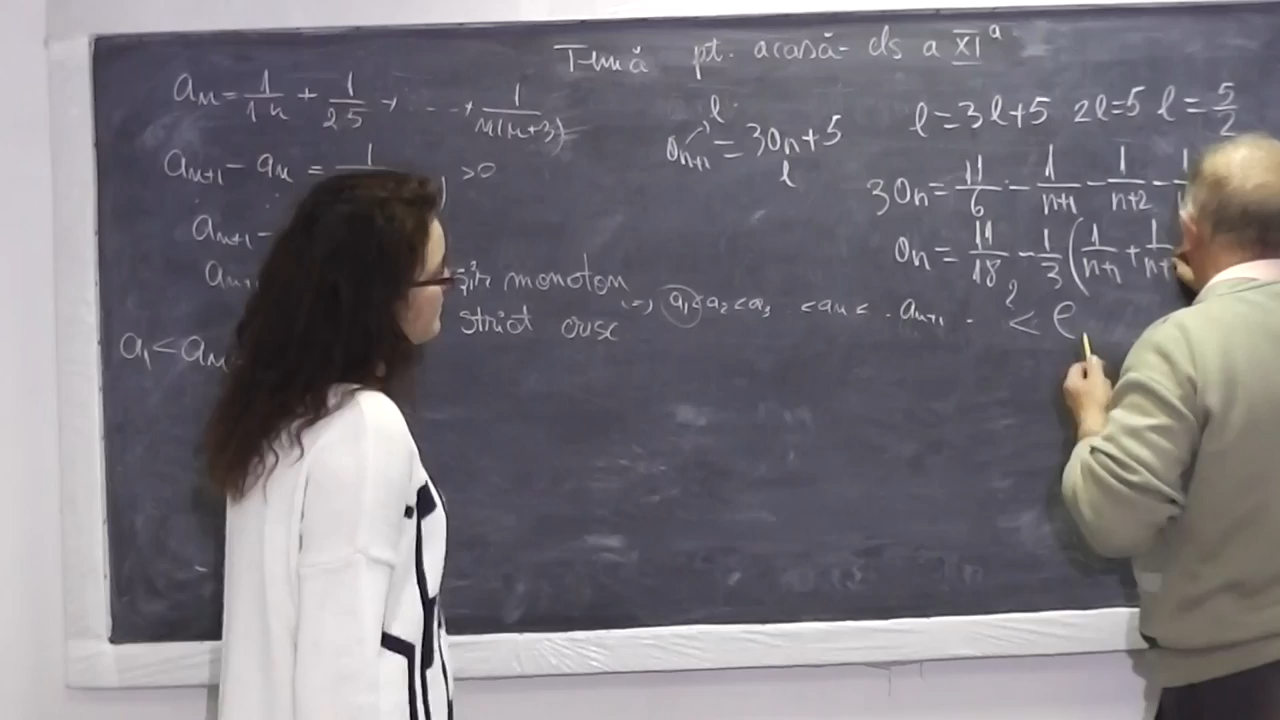 Temă pt. acasă cls a XIª
aₙ = 1/1·4 + 1/2·5 + ... + 1/n(n+3)
aₙ₊₁ - aₙ = 1 > 0
aₙ₊₁ -
șir monoton
strict cresc
a₁ < aₙ
l
aₙ₊₁ = 3aₙ + 5
l
l = 3l + 5 2l = 5 l = 5/2
3aₙ = 11/6 - 1/n+1 - 1/n+2 - 1
aₙ = 11/18 - 1/3 (1/n+1 + 1/n+
=> a₁ < a₂ < a₃ < aₙ < . aₙ₊₁ . < e
?